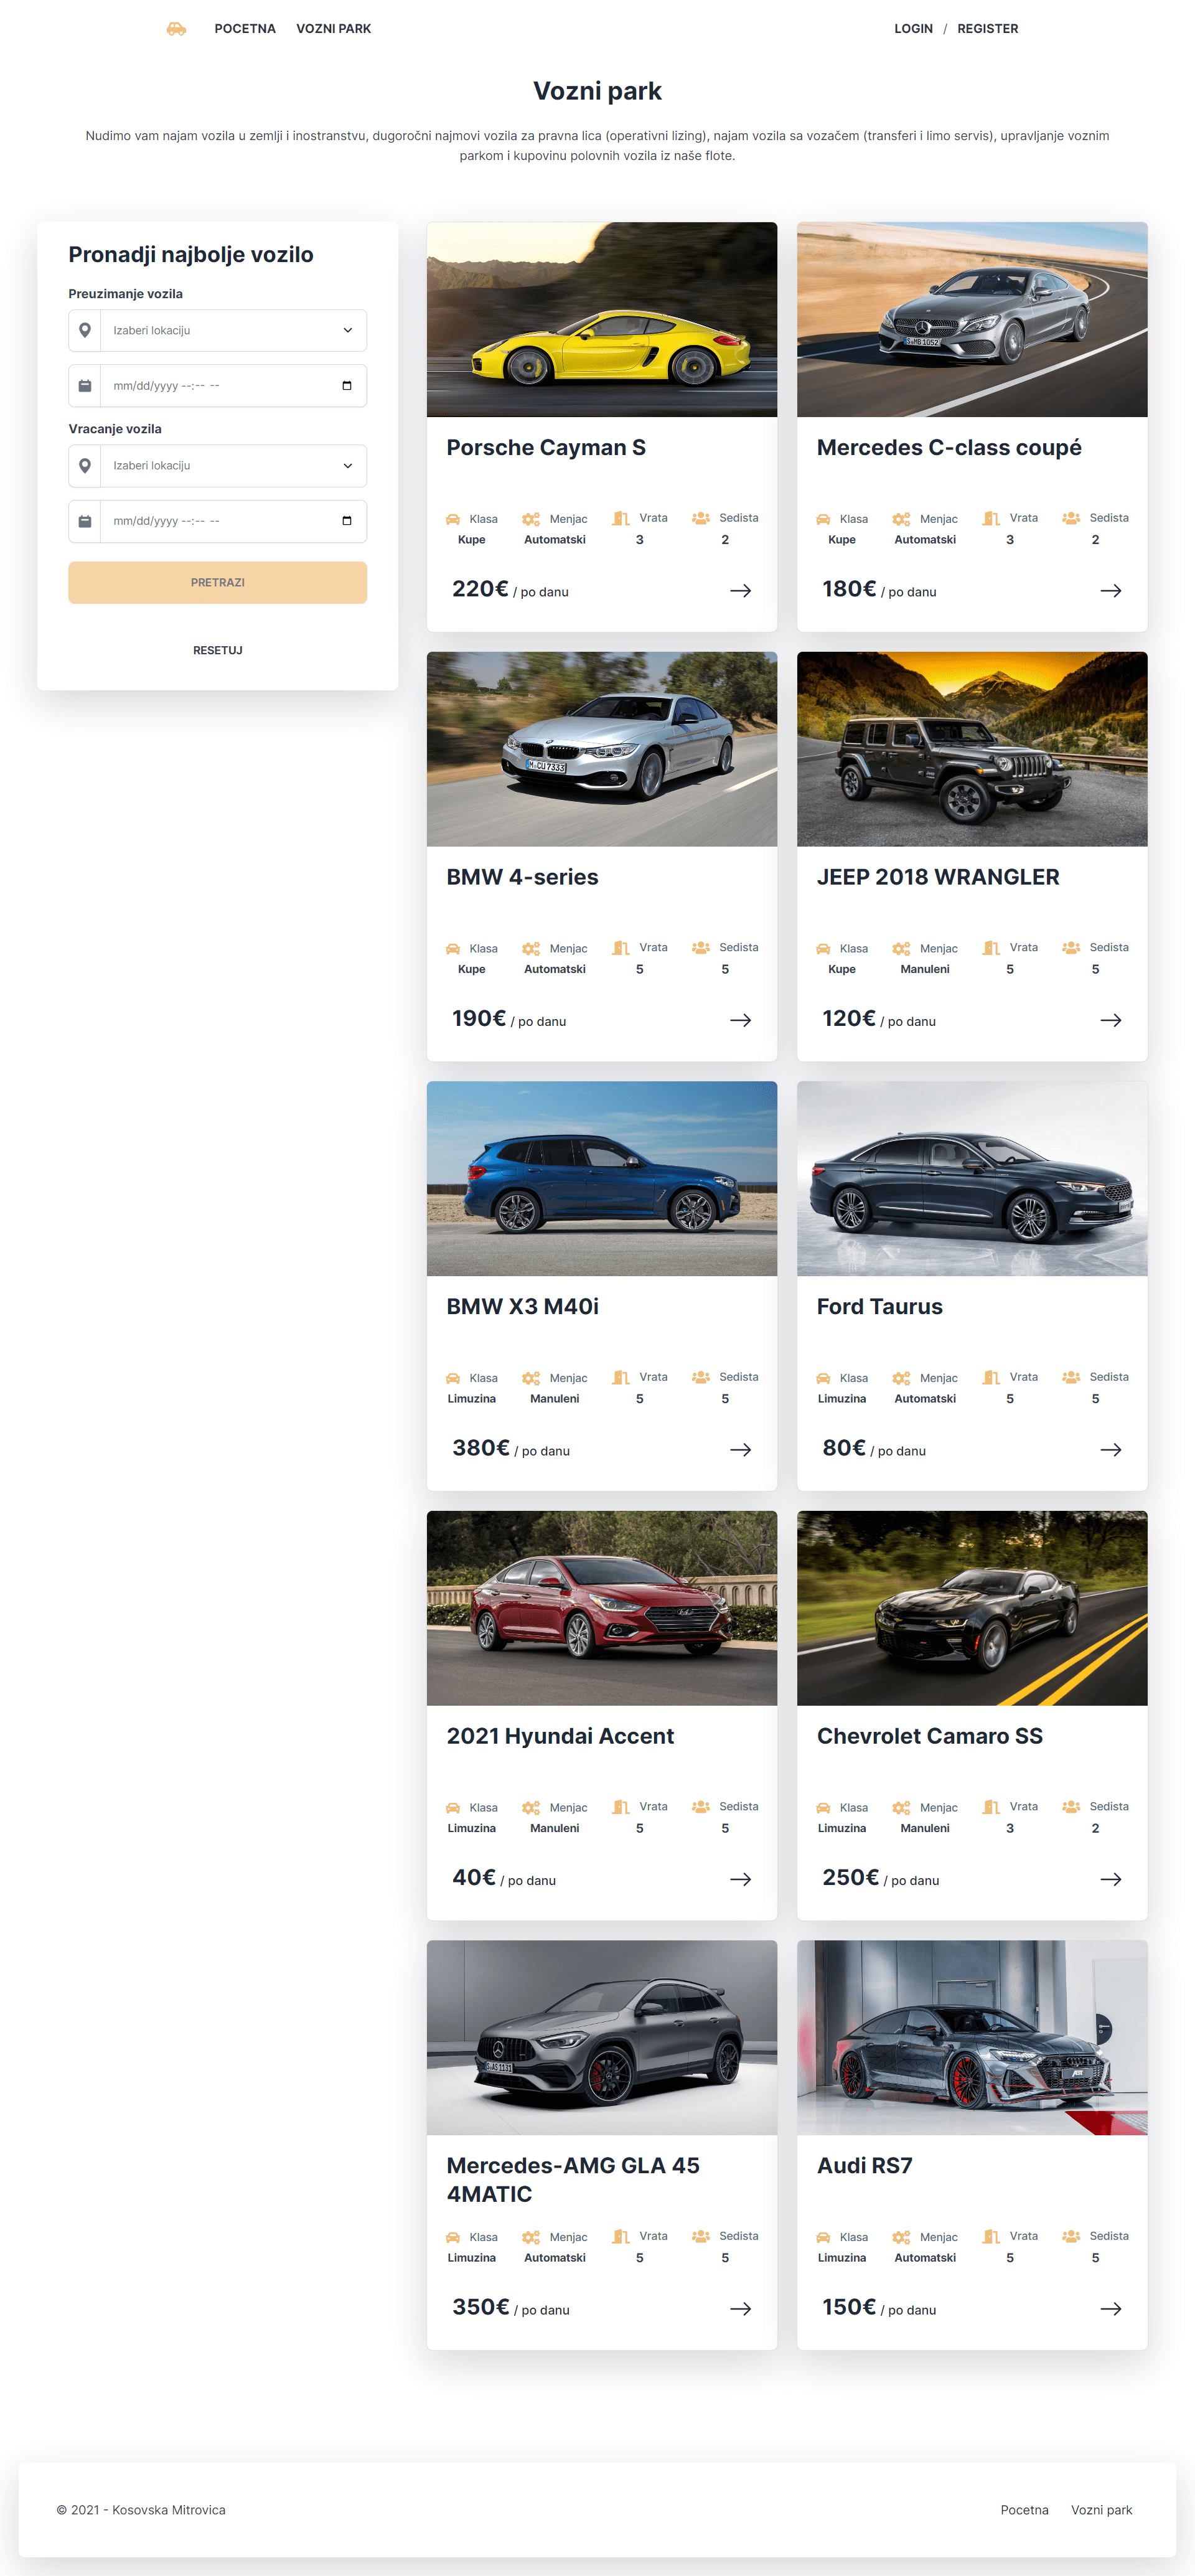 POCETNA VOZNI PARK LOGIN / REGISTER
Vozni park
Nudimo vam najam vozila u zemlji i inostranstvu, dugoročni najmovi vozila za pravna lica (operativni lizing), najam vozila sa vozačem (transferi i limo servis), upravljanje voznim
parkom i kupovinu polovnih vozila iz naše flote.
Pronadji najbolje vozilo
Preuzimanje vozila
Izaberi lokaciju
mm/dd/yyyy --:-- --
Vracanje vozila
Izaberi lokaciju
mm/dd/yyyy --:-- --
PRETRAZI
RESETUJ
Porsche Cayman S
Klasa Menjac Vrata Sedista
Kupe Automatski 3 2
220€ / po danu
S·MB 1052
Mercedes C-class coupé
Klasa Menjac Vrata Sedista
Kupe Automatski 3 2
180€ / po danu
M·CU 7333
BMW 4-series
Klasa Menjac Vrata Sedista
Kupe Automatski 5 5
190€ / po danu
JEEP 2018 WRANGLER
Klasa Menjac Vrata Sedista
Kupe Manuleni 5 5
120€ / po danu
BMW X3 M40i
Klasa Menjac Vrata Sedista
Limuzina Manuleni 5 5
380€ / po danu
Ford Taurus
Klasa Menjac Vrata Sedista
Limuzina Automatski 5 5
80€ / po danu
2021 Hyundai Accent
Klasa Menjac Vrata Sedista
Limuzina Manuleni 5 5
40€ / po danu
Chevrolet Camaro SS
Klasa Menjac Vrata Sedista
Limuzina Manuleni 3 2
250€ / po danu
S·AS 1131
Mercedes-AMG GLA 45
4MATIC
Klasa Menjac Vrata Sedista
Limuzina Automatski 5 5
350€ / po danu
ABT
Audi RS7
Klasa Menjac Vrata Sedista
Limuzina Automatski 5 5
150€ / po danu
© 2021 - Kosovska Mitrovica Pocetna Vozni park